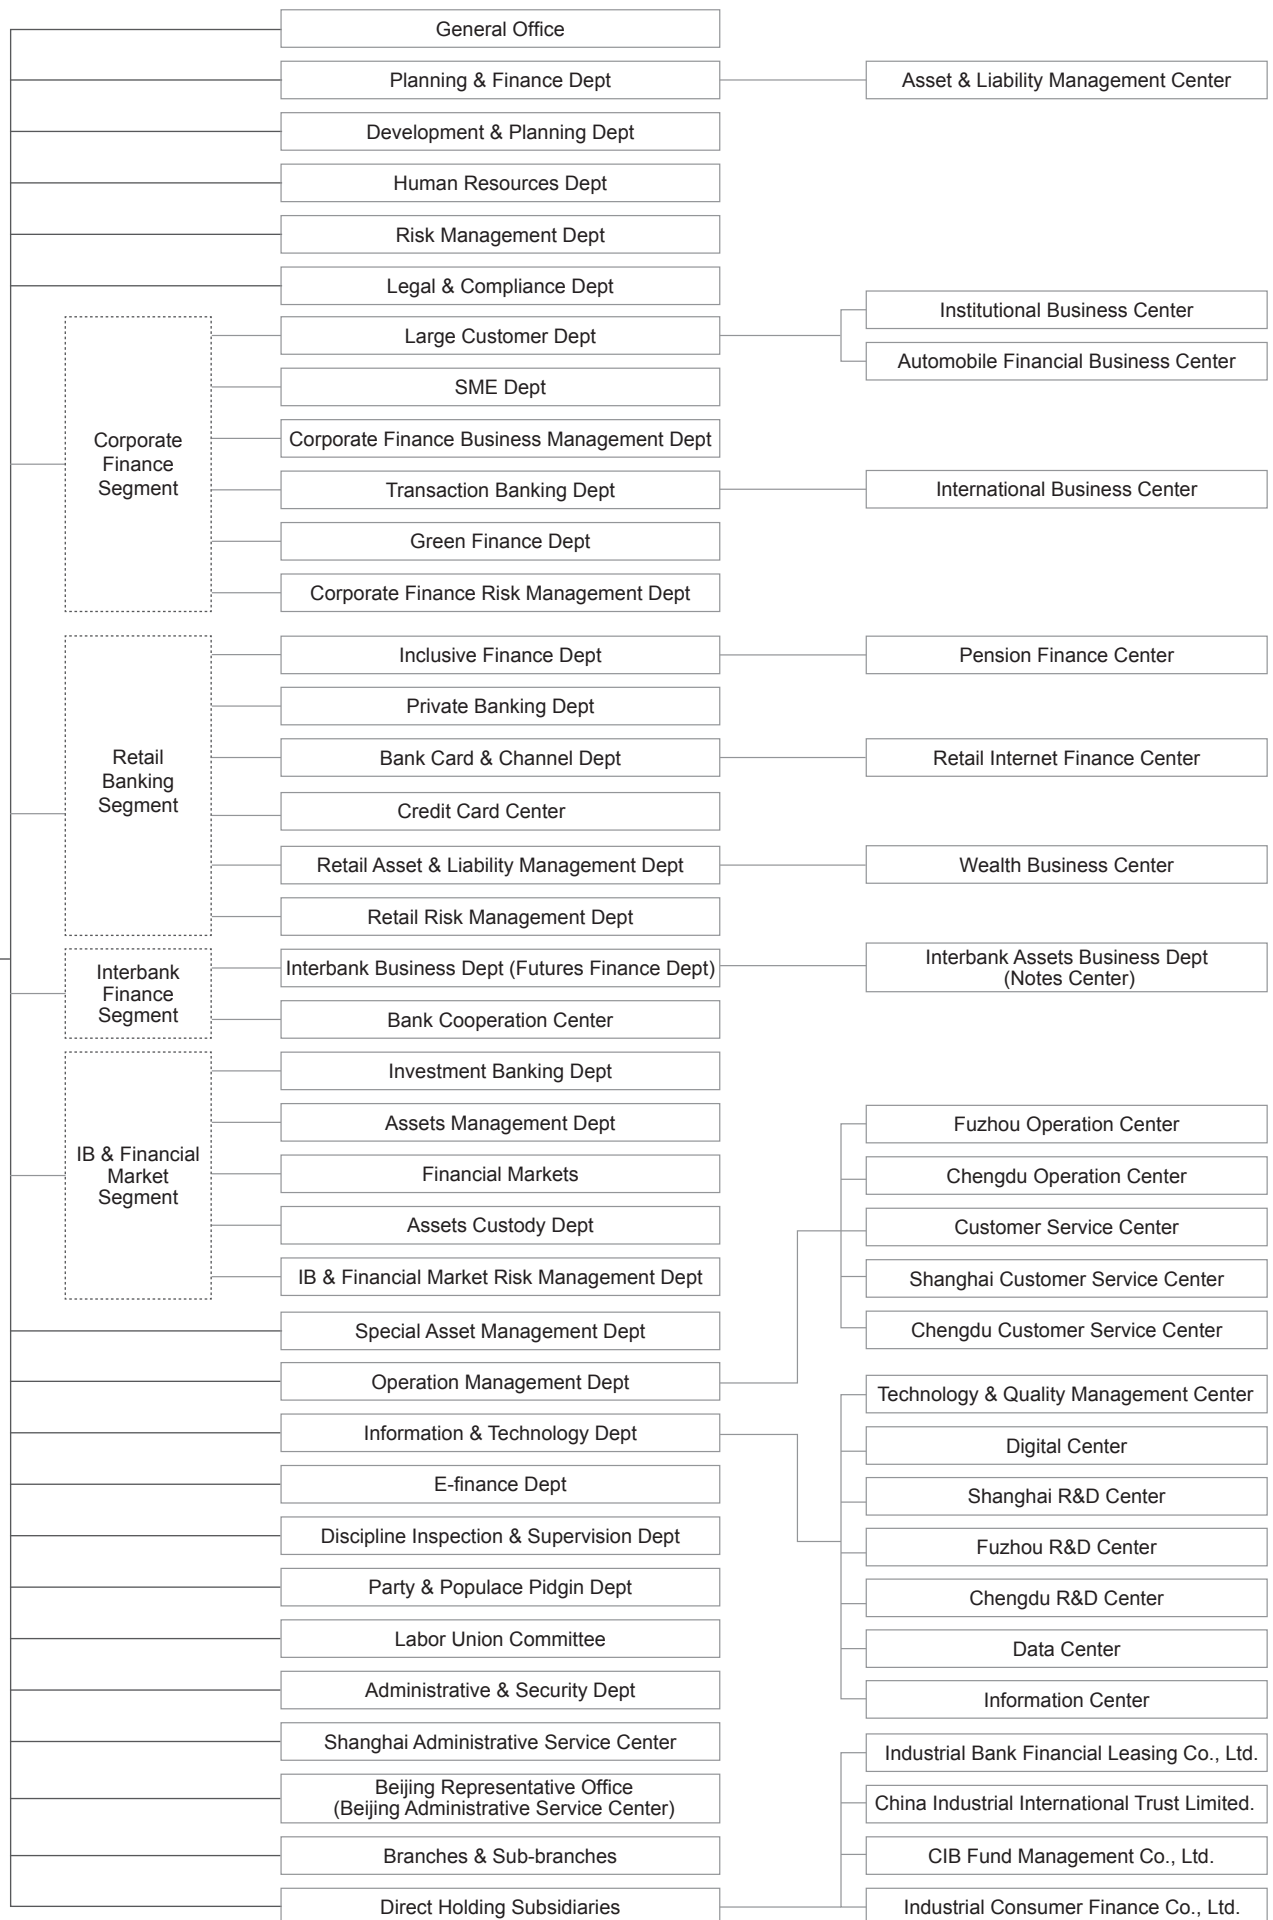 General Office
Planning & Finance Dept
Asset & Liability Management Center
Development & Planning Dept
Human Resources Dept
Risk Management Dept
Legal & Compliance Dept
Corporate
Finance
Segment
Large Customer Dept
Institutional Business Center
Automobile Financial Business Center
SME Dept
Corporate Finance Business Management Dept
Transaction Banking Dept
International Business Center
Green Finance Dept
Corporate Finance Risk Management Dept
Retail
Banking
Segment
Inclusive Finance Dept
Pension Finance Center
Private Banking Dept
Bank Card & Channel Dept
Retail Internet Finance Center
Credit Card Center
Retail Asset & Liability Management Dept
Wealth Business Center
Retail Risk Management Dept
Interbank
Finance
Segment
Interbank Business Dept (Futures Finance Dept)
Interbank Assets Business Dept
(Notes Center)
Bank Cooperation Center
IB & Financial
Market
Segment
Investment Banking Dept
Assets Management Dept
Financial Markets
Assets Custody Dept
IB & Financial Market Risk Management Dept
Special Asset Management Dept
Operation Management Dept
Fuzhou Operation Center
Chengdu Operation Center
Customer Service Center
Shanghai Customer Service Center
Chengdu Customer Service Center
Information & Technology Dept
Technology & Quality Management Center
Digital Center
Shanghai R&D Center
Fuzhou R&D Center
Chengdu R&D Center
Data Center
Information Center
E-finance Dept
Discipline Inspection & Supervision Dept
Party & Populace Pidgin Dept
Labor Union Committee
Administrative & Security Dept
Shanghai Administrative Service Center
Beijing Representative Office
(Beijing Administrative Service Center)
Branches & Sub-branches
Direct Holding Subsidiaries
Industrial Bank Financial Leasing Co., Ltd.
China Industrial International Trust Limited.
CIB Fund Management Co., Ltd.
Industrial Consumer Finance Co., Ltd.